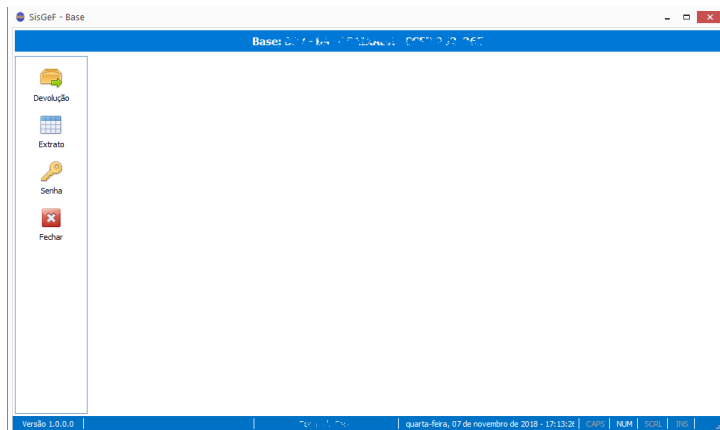 SisGeF - Base
Base:
Devolução
Extrato
Senha
Fechar
Versão 1.0.0.0
quarta-feira, 07 de novembro de 2018 - 17:13:26
CAPS
NUM
SCRL
INS